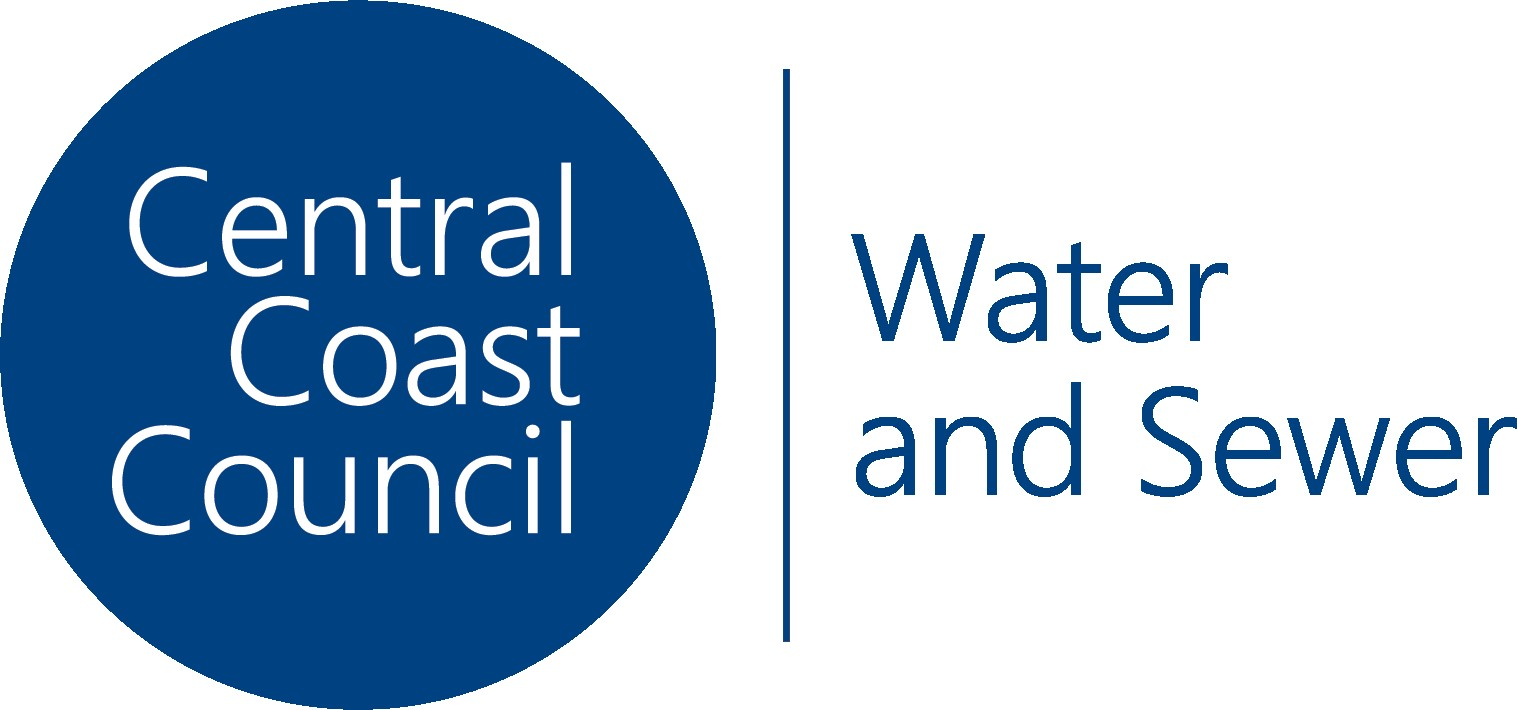 Central
Coast
Council
Water
and Sewer